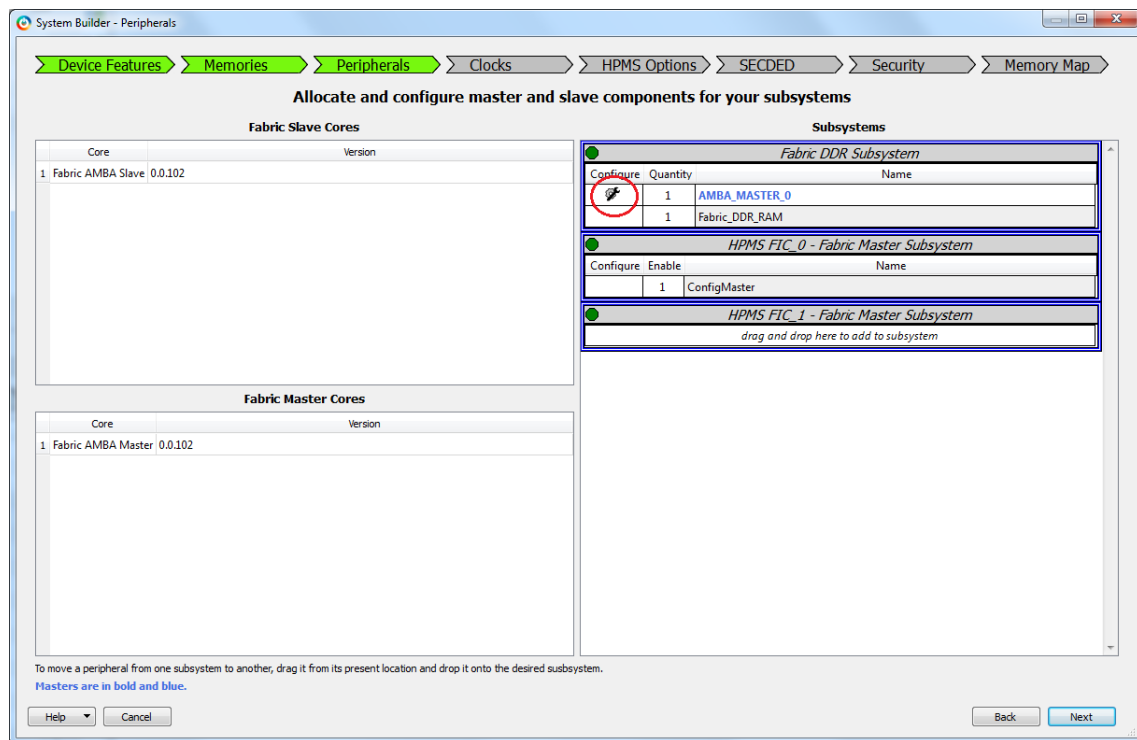 System Builder - Peripherals
Device Features Memories Peripherals Clocks HPMS Options SECDED Security Memory Map
Allocate and configure master and slave components for your subsystems
Fabric Slave Cores
Core Version
1 Fabric AMBA Slave 0.0.102
Fabric Master Cores
Core Version
1 Fabric AMBA Master 0.0.102
Subsystems
Fabric DDR Subsystem
Configure Quantity Name
1 AMBA_MASTER_0
1 Fabric_DDR_RAM
HPMS FIC_0 - Fabric Master Subsystem
Configure Enable Name
1 ConfigMaster
HPMS FIC_1 - Fabric Master Subsystem
drag and drop here to add to subsystem
To move a peripheral from one subsystem to another, drag it from its present location and drop it onto the desired susbsystem.
Masters are in bold and blue.
Help Cancel Back Next